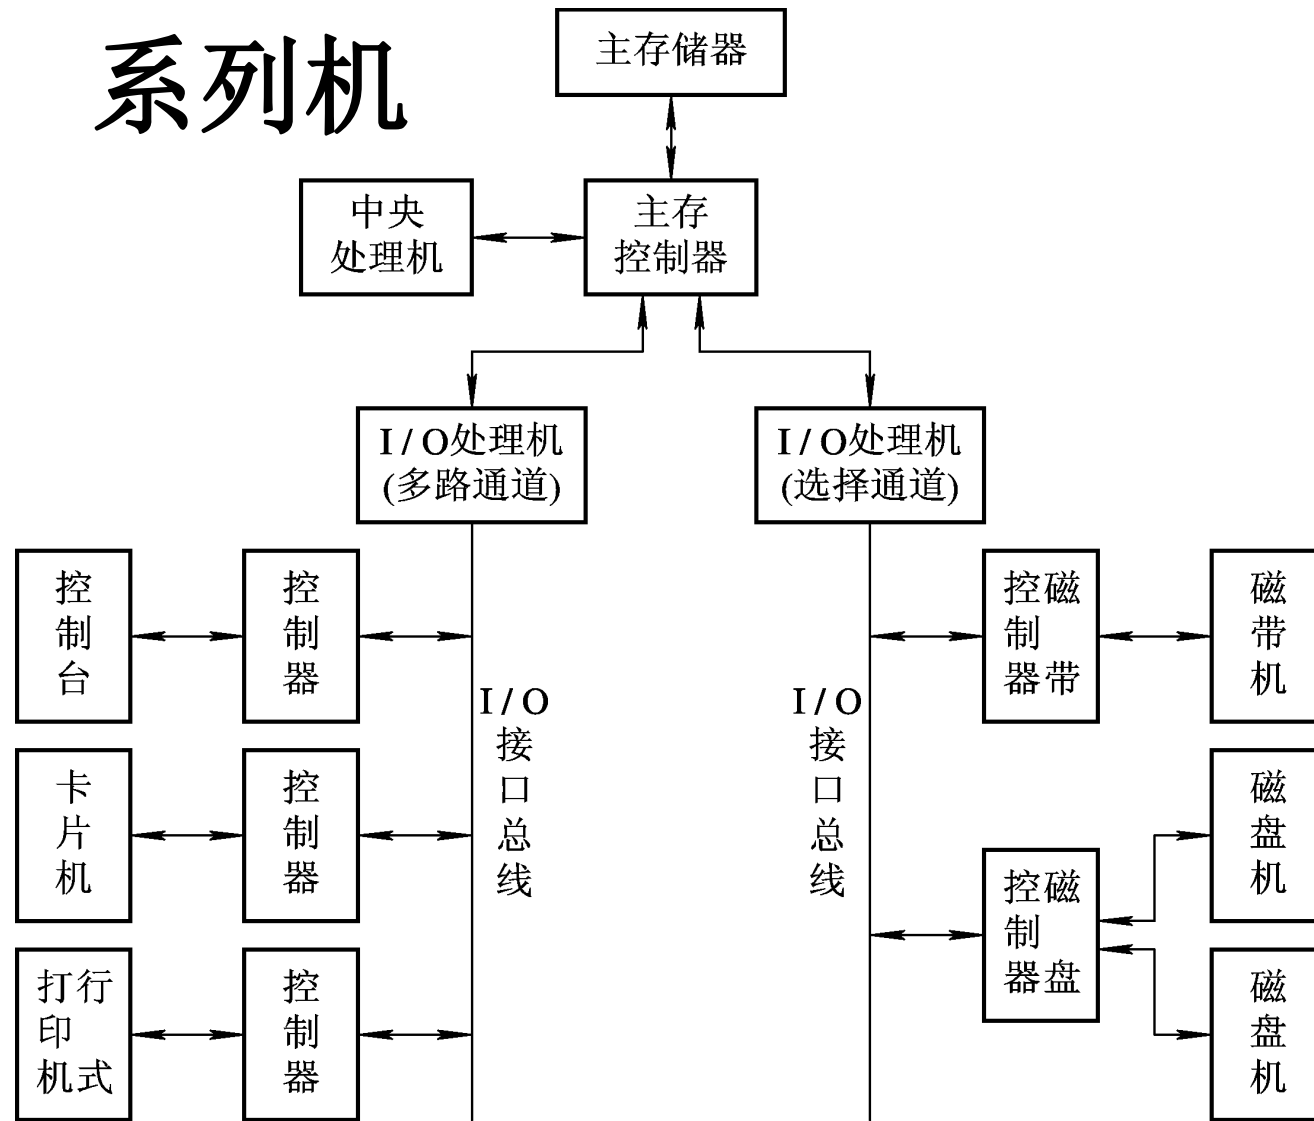 系列机
主存储器
中央
处理机
主存
控制器
I/O处理机
(多路通道)
I/O处理机
(选择通道)
控制台
控制器
I/O接口总线
I/O接口总线
磁带
控制器
磁带机
卡片机
控制器
磁盘机
磁盘
控制器
行式
打印机
控制器
磁盘机